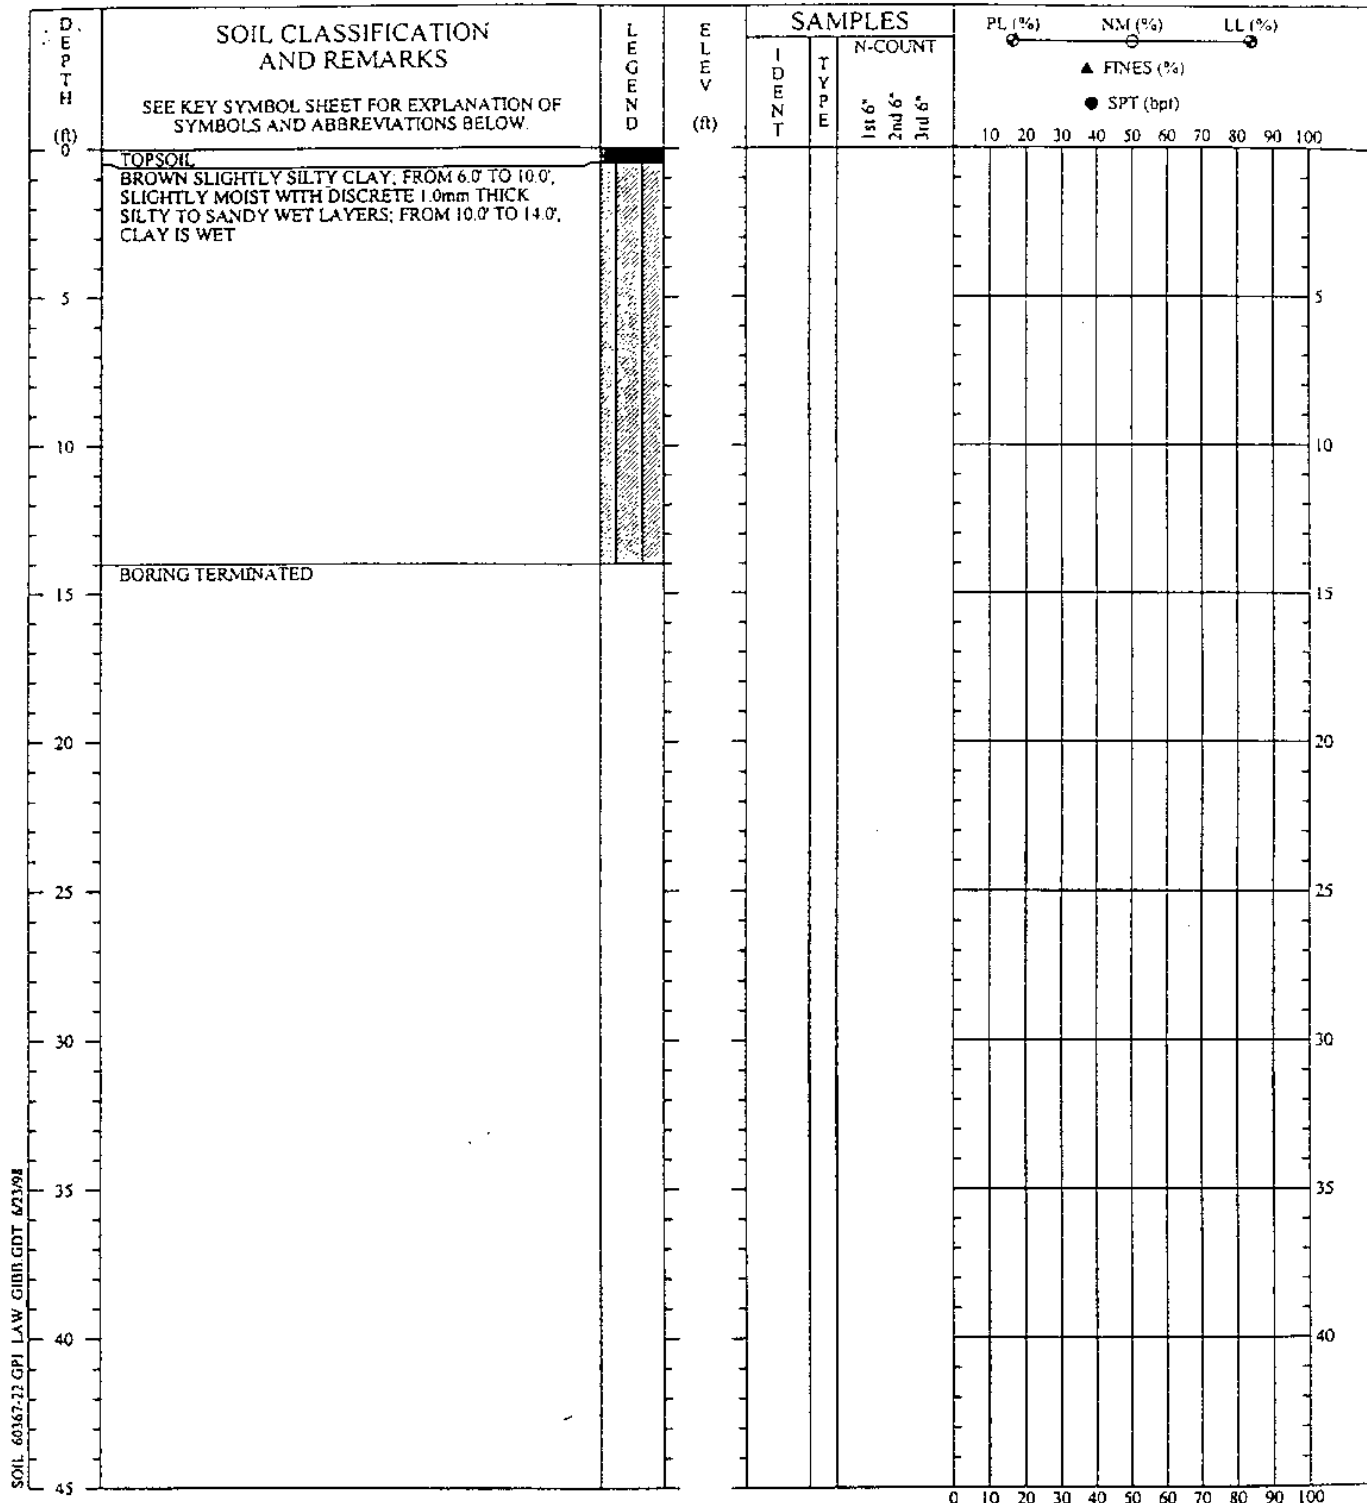 DEPTH
(ft)
SOIL CLASSIFICATION
AND REMARKS
SEE KEY SYMBOL SHEET FOR EXPLANATION OF
SYMBOLS AND ABBREVIATIONS BELOW.
LEGEND
ELEV
(ft)
SAMPLES
IDENT
TYPE
N-COUNT
1st 6"
2nd 6"
3rd 6"
PL (%) NM (%) LL (%)
▲ FINES (%)
● SPT (bpf)
10 20 30 40 50 60 70 80 90 100
0
TOPSOIL
BROWN SLIGHTLY SILTY CLAY; FROM 6.0' TO 10.0',
SLIGHTLY MOIST WITH DISCRETE 1.0mm THICK
SILTY TO SANDY WET LAYERS; FROM 10.0' TO 14.0',
CLAY IS WET
5 5
10 10
BORING TERMINATED
15 15
20 20
25 25
30 30
35 35
40 40
45
0 10 20 30 40 50 60 70 80 90 100
SOIL 60367-22 GPJ LAW_GIBB.GDT 6/23/98